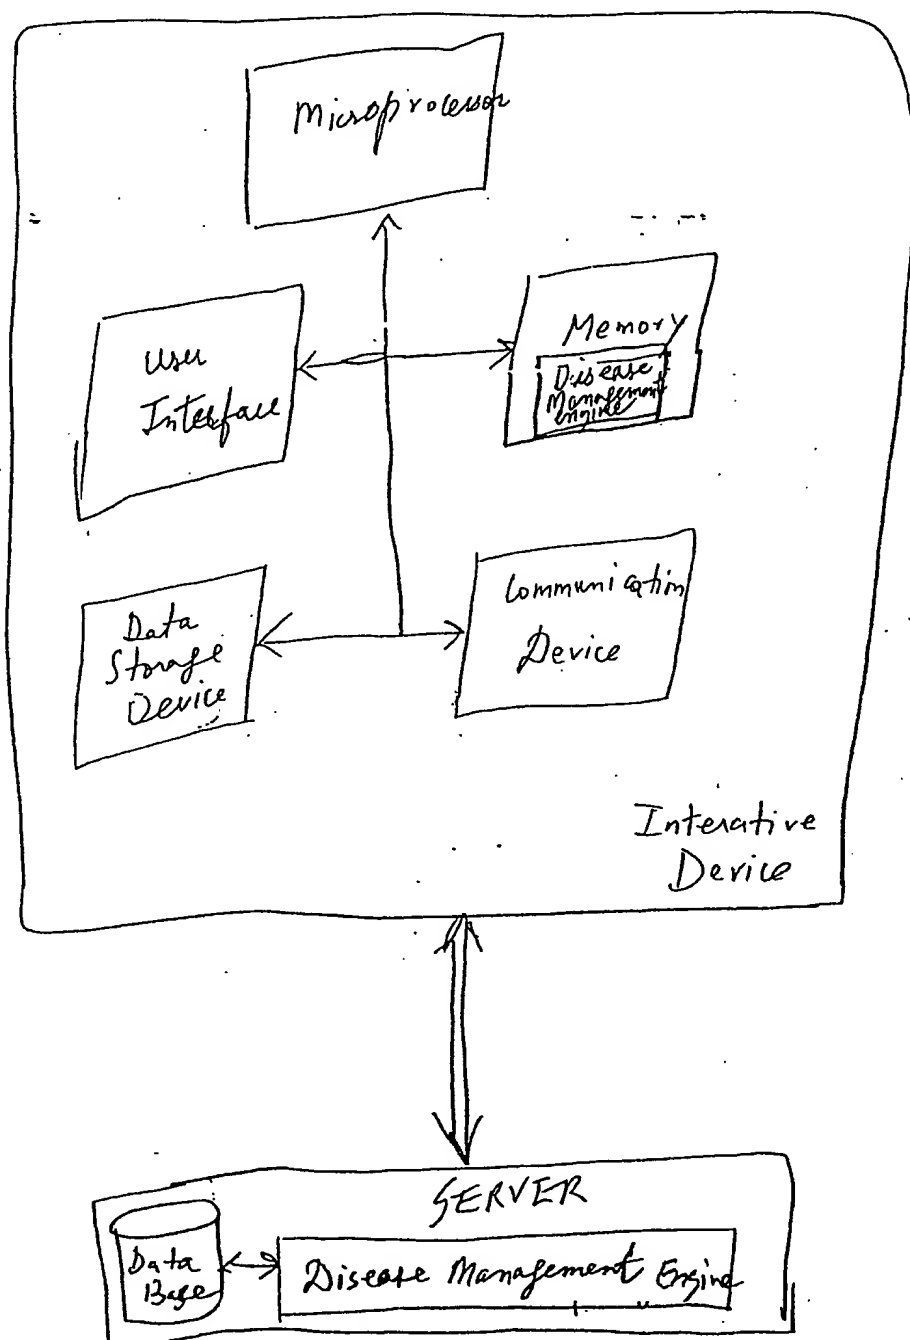 Microprocessor
User
Interface
Memory
Disease
Management
engine
Data
Storage
Device
Communication
Device
Interative
Device
SERVER
Data
Base
Disease Management Engine